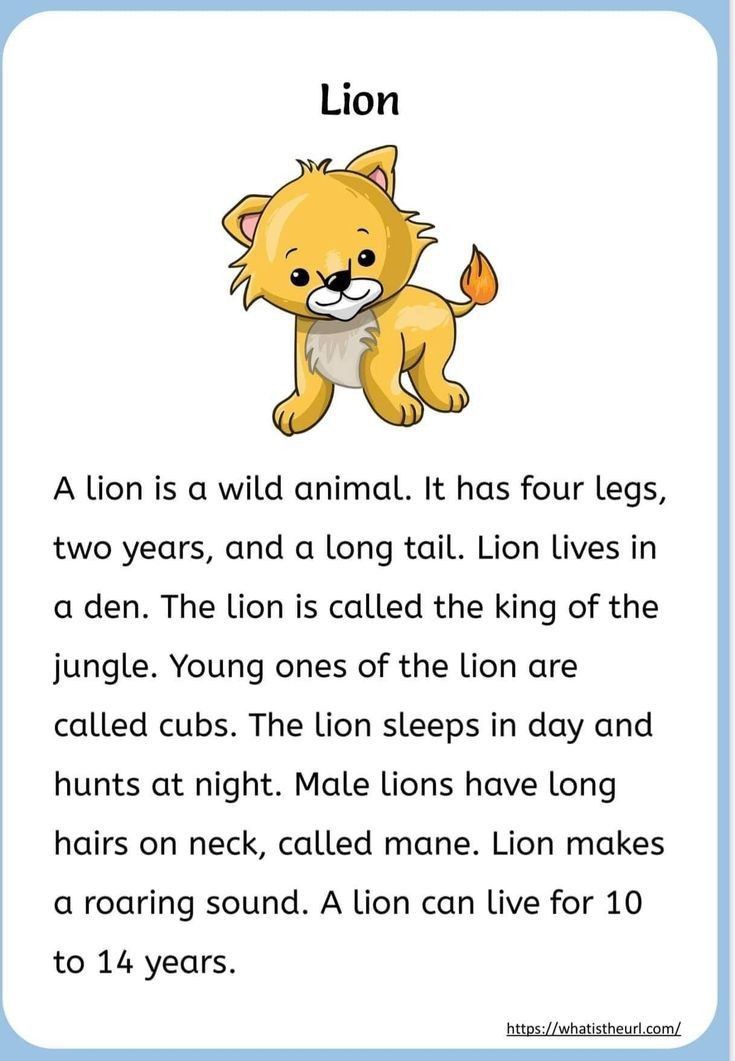 Lion
A lion is a wild animal. It has four legs,
two years, and a long tail. Lion lives in
a den. The lion is called the king of the
jungle. Young ones of the lion are
called cubs. The lion sleeps in day and
hunts at night. Male lions have long
hairs on neck, called mane. Lion makes
a roaring sound. A lion can live for 10
to 14 years.
https://whatistheurl.com/